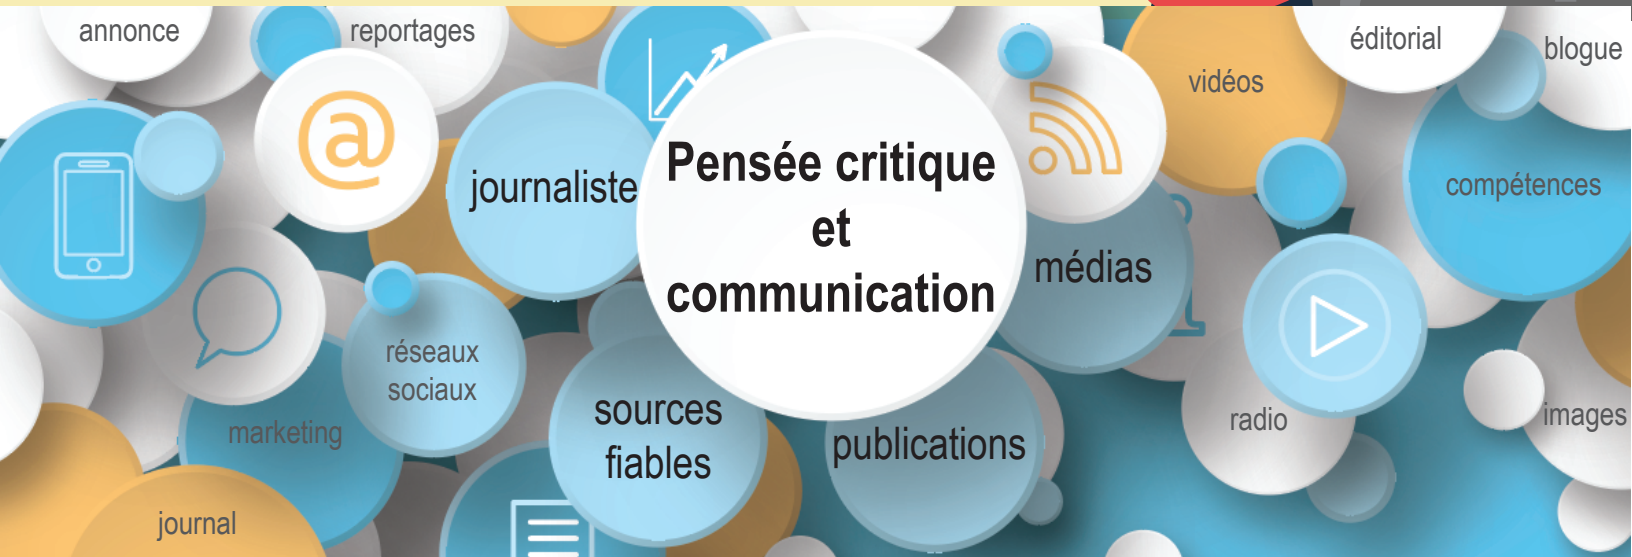 annonce
reportages
éditorial
blogue
vidéos
@
journaliste
Pensée critique
et
communication
compétences
médias
réseaux
sociaux
sources
fiables
marketing
publications
radio
images
journal